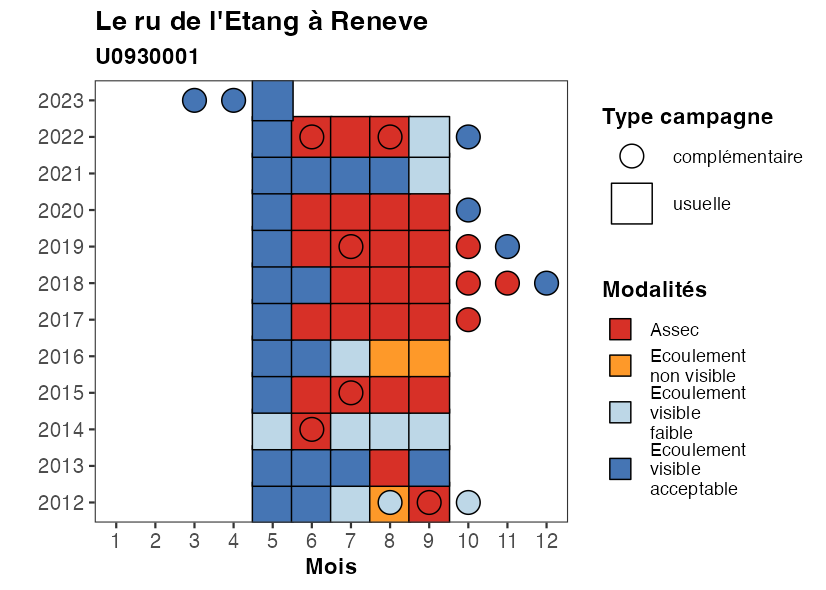 Le ru de l'Etang à Reneve
U0930001
2023
2022
2021
2020
2019
2018
2017
2016
2015
2014
2013
2012
1 2 3 4 5 6 7 8 9 10 11 12
Mois
Type campagne
complémentaire
usuelle
Modalités
Assec
Ecoulement
non visible
Ecoulement
visible
faible
Ecoulement
visible
acceptable